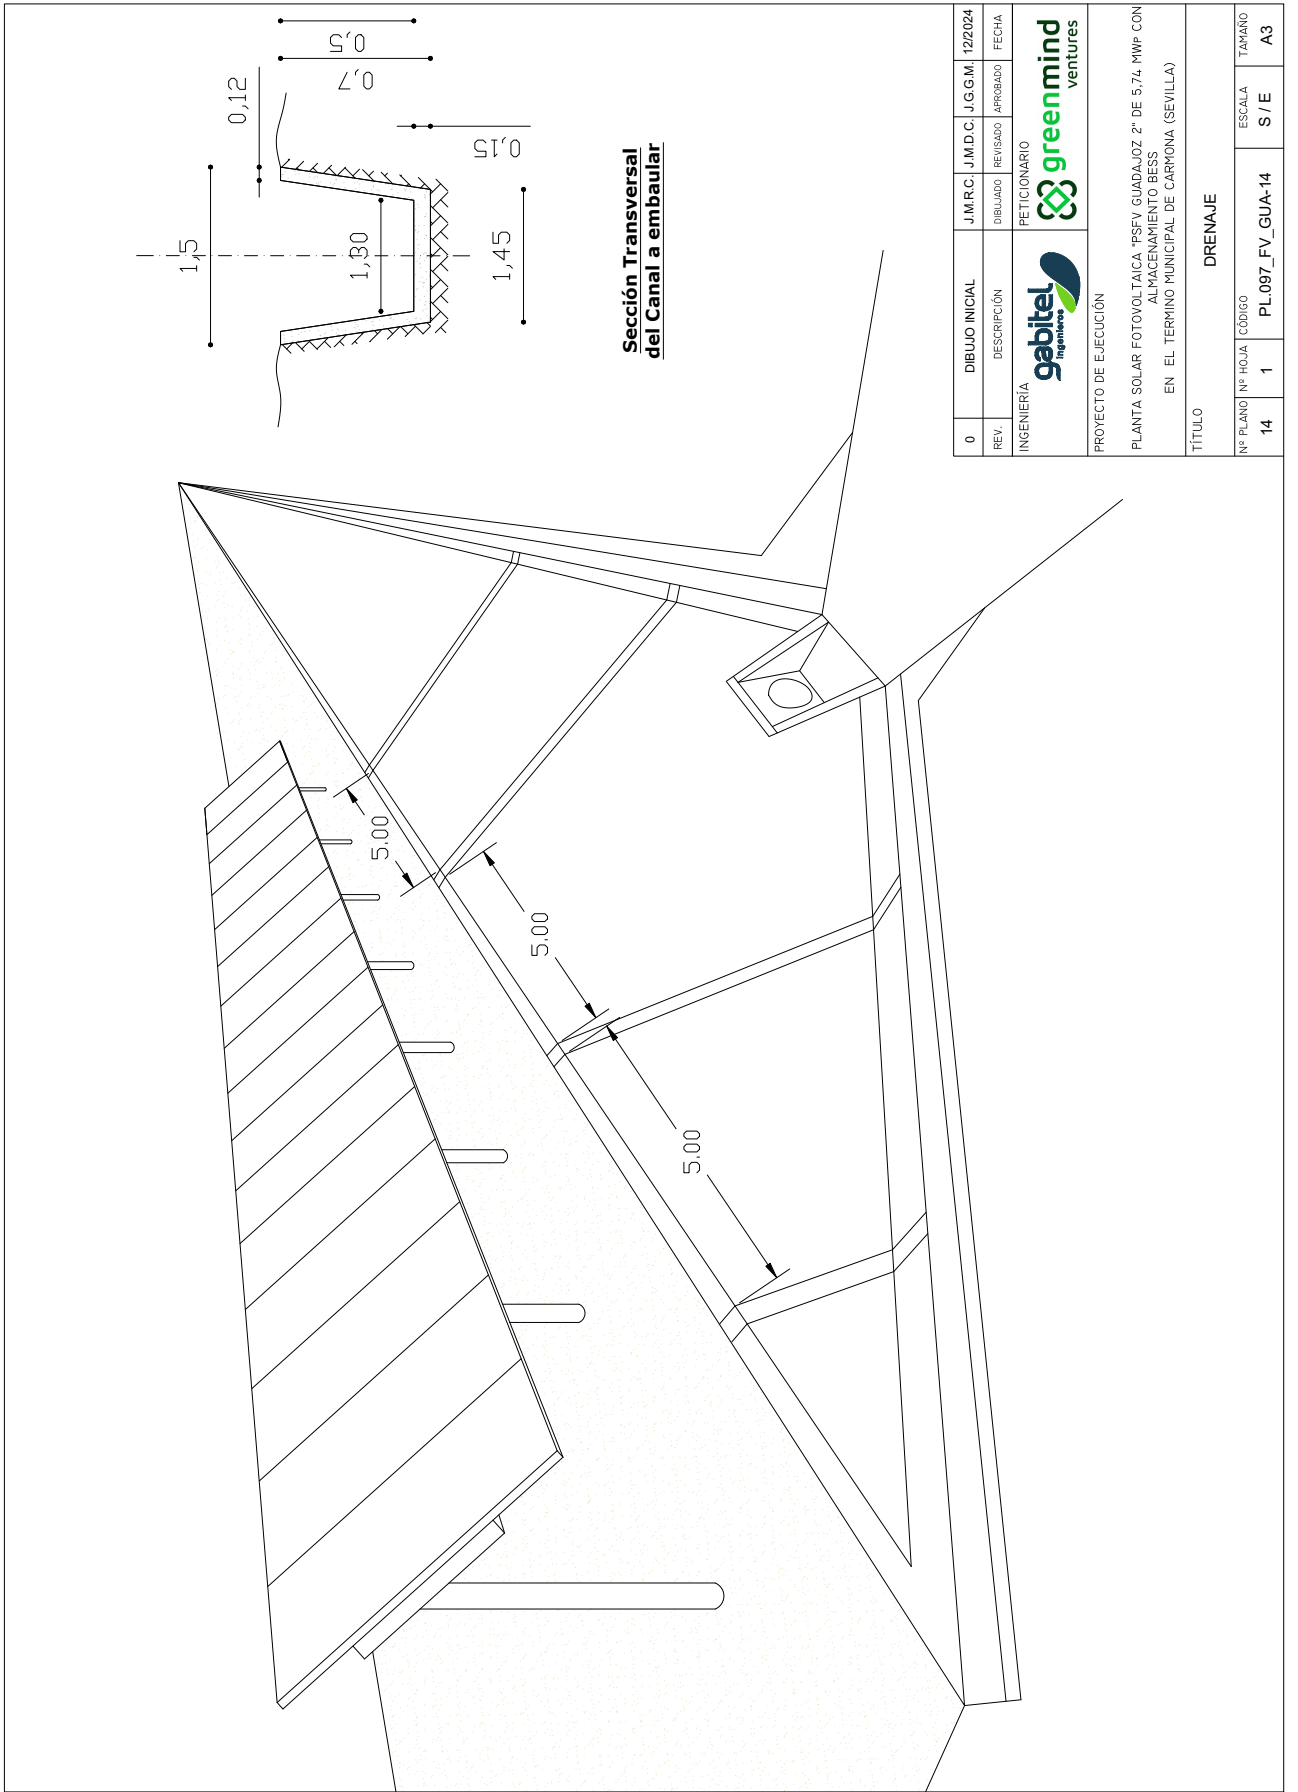 0,5
0,7
0,12
1,5
1,30
0,15
1,45
Sección Transversal
del Canal a embaular
5.00
5.00
5.00
0 DIBUJO INICIAL J.M.R.C. J.M.D.C. J.G.G.M. 12/2024
REV. DESCRIPCIÓN DIBUJADO REVISADO APROBADO FECHA
INGENIERÍA
gabitel
ingenieros
PETICIONARIO
greenmind
ventures
PROYECTO DE EJECUCIÓN
PLANTA SOLAR FOTOVOLTAICA "PSFV GUADAJOZ 2" DE 5,74 MWP CON
ALMACENAMIENTO BESS
EN EL TERMINO MUNICIPAL DE CARMONA (SEVILLA)
TÍTULO
DRENAJE
Nº PLANO Nº HOJA CÓDIGO ESCALA TAMAÑO
14 1 PL.097_FV_GUA-14 S / E A3